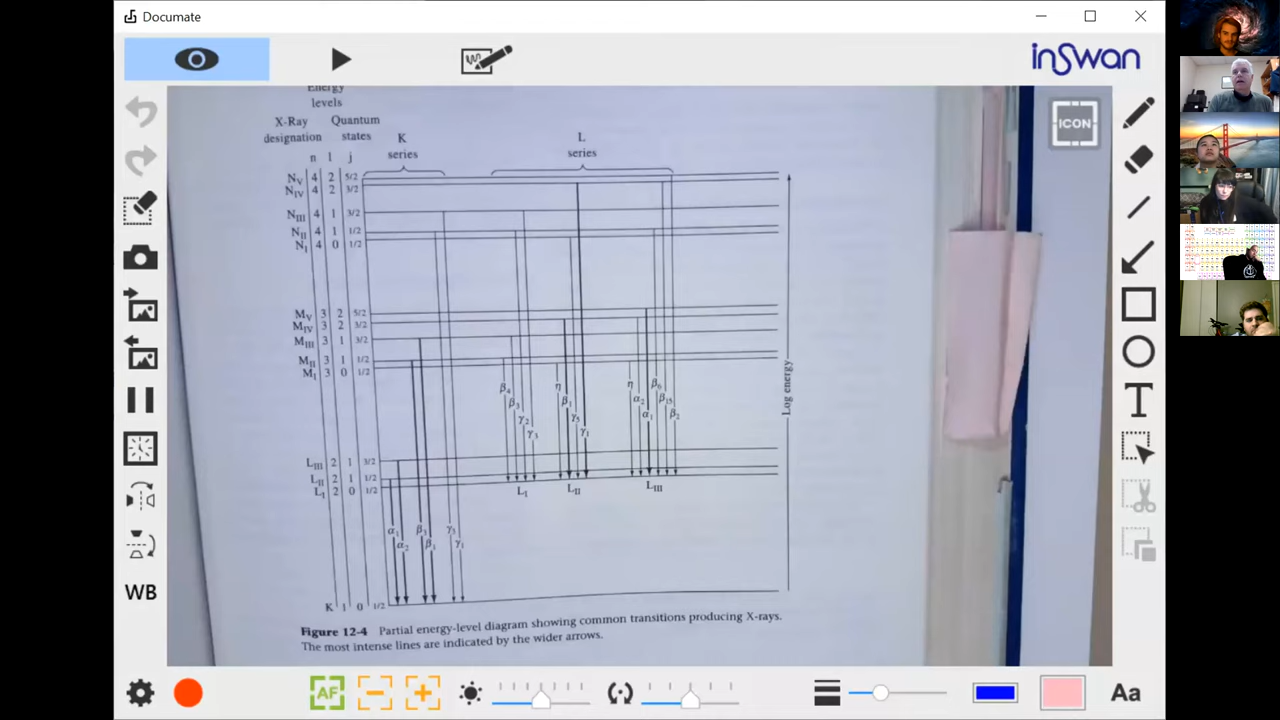 Documate
inSwan
ICON
WB
AF
Aa
T
Energy
levels
X-Ray designation
Quantum states
n l j
K series
L series
N_V 4 2 5/2
N_IV 4 2 3/2
N_III 4 1 3/2
N_II 4 1 1/2
N_I 4 0 1/2
M_V 3 2 5/2
M_IV 3 2 3/2
M_III 3 1 3/2
M_II 3 1 1/2
M_I 3 0 1/2
β4 β3 γ2 γ3
η β1 γ5 γ1
η α2 α1 β6 β15 β2
Log energy
L_III 2 1 3/2
L_II 2 1 1/2
L_I 2 0 1/2
L_I L_II L_III
α1 α2 β3 β1
K 1 0 1/2
Figure 12-4 Partial energy-level diagram showing common transitions producing X-rays.
The most intense lines are indicated by the wider arrows.